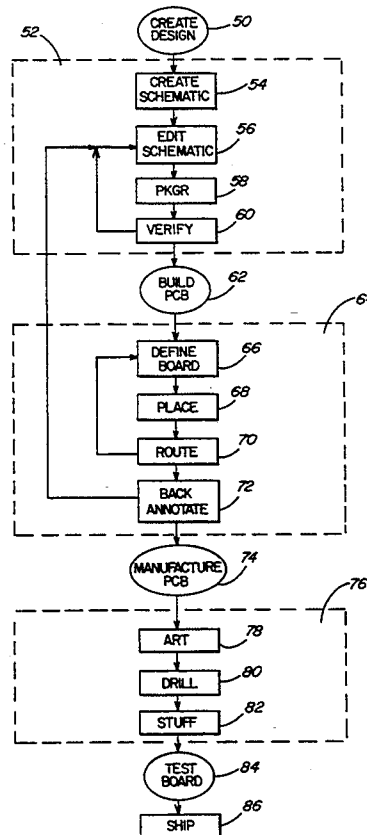 CREATE
DESIGN
50
52
CREATE
SCHEMATIC
54
EDIT
SCHEMATIC
56
PKGR
58
VERIFY
60
BUILD
PCB
62
DEFINE
BOARD
66
PLACE
68
ROUTE
70
BACK
ANNOTATE
72
MANUFACTURE
PCB
74
76
ART
78
DRILL
80
STUFF
82
TEST
BOARD
84
SHIP
86